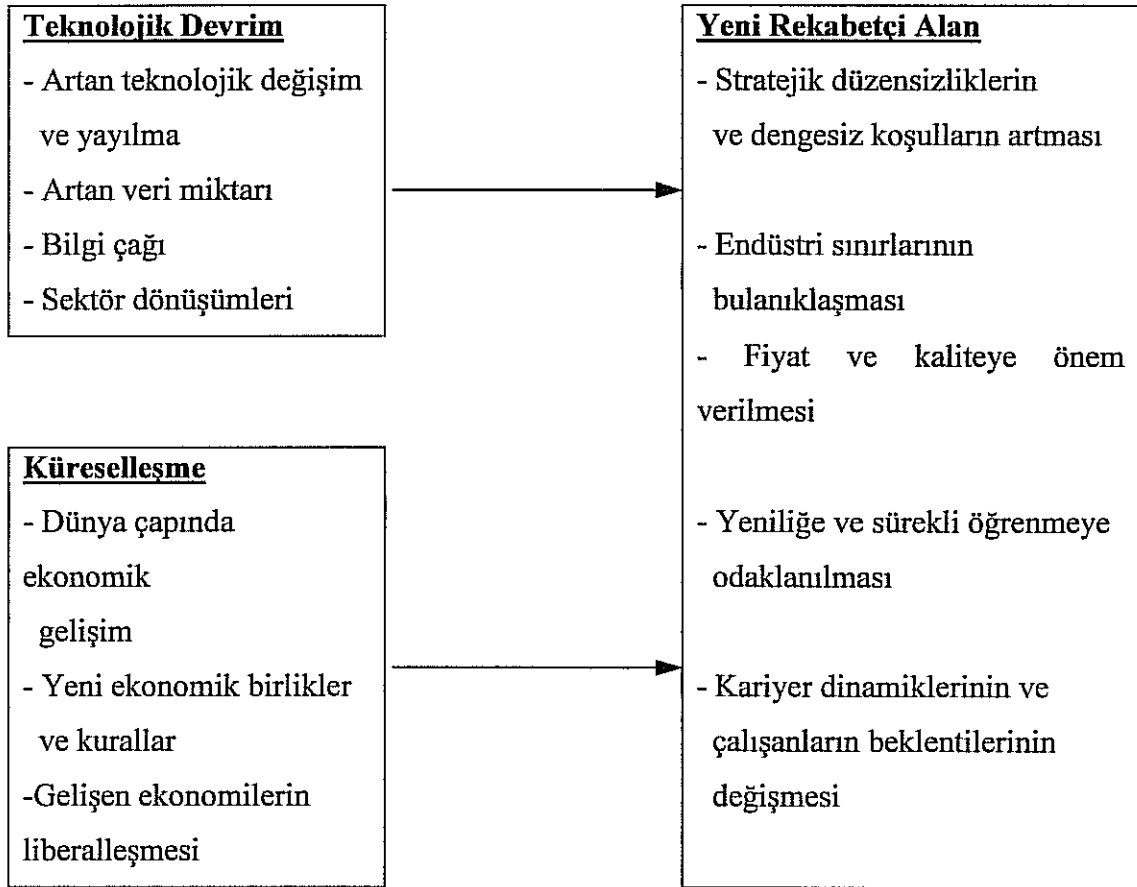 Teknolojik Devrim
- Artan teknolojik değişim
ve yayılma
- Artan veri miktarı
- Bilgi çağı
- Sektör dönüşümleri
Küreselleşme
- Dünya çapında
ekonomik
gelişim
- Yeni ekonomik birlikler
ve kurallar
-Gelişen ekonomilerin
liberalleşmesi
Yeni Rekabetçi Alan
- Stratejik düzensizliklerin
ve dengesiz koşulların artması
- Endüstri sınırlarının
bulanıklaşması
- Fiyat ve kaliteye önem
verilmesi
- Yeniliğe ve sürekli öğrenmeye
odaklanılması
- Kariyer dinamiklerinin ve
çalışanların beklentilerinin
değişmesi